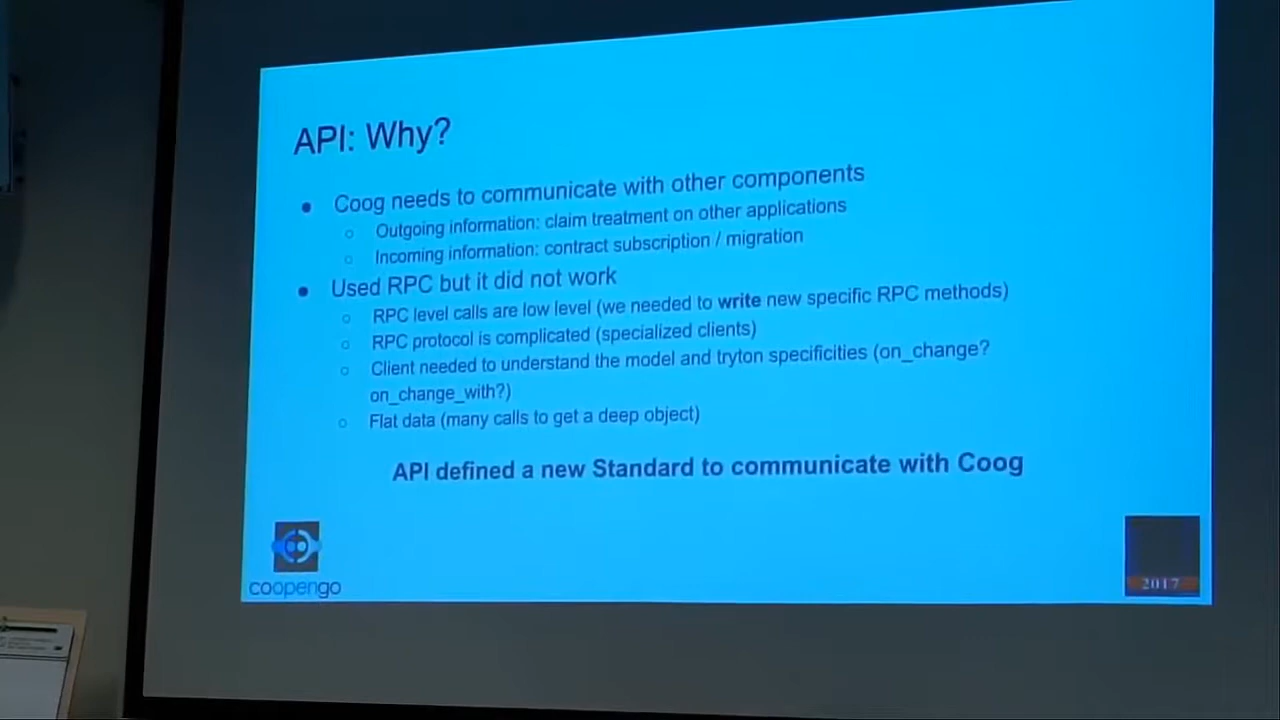 API: Why?
● Coog needs to communicate with other components
○ Outgoing information: claim treatment on other applications
○ Incoming information: contract subscription / migration
● Used RPC but it did not work
○ RPC level calls are low level (we needed to write new specific RPC methods)
○ RPC protocol is complicated (specialized clients)
○ Client needed to understand the model and tryton specificities (on_change?
on_change_with?)
○ Flat data (many calls to get a deep object)
API defined a new Standard to communicate with Coog
coopengo
2017